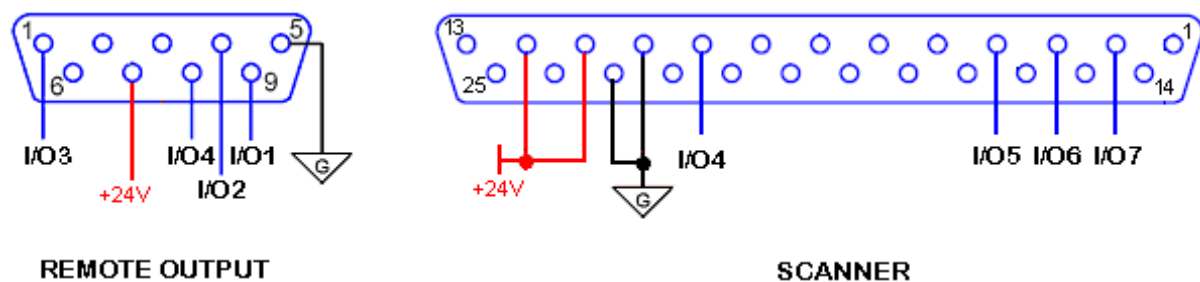 1 5
6 9
I/O3 I/O4 I/O1
+24V I/O2 G
REMOTE OUTPUT
13 1
25 14
I/O4 I/O5 I/O6 I/O7
+24V G
SCANNER